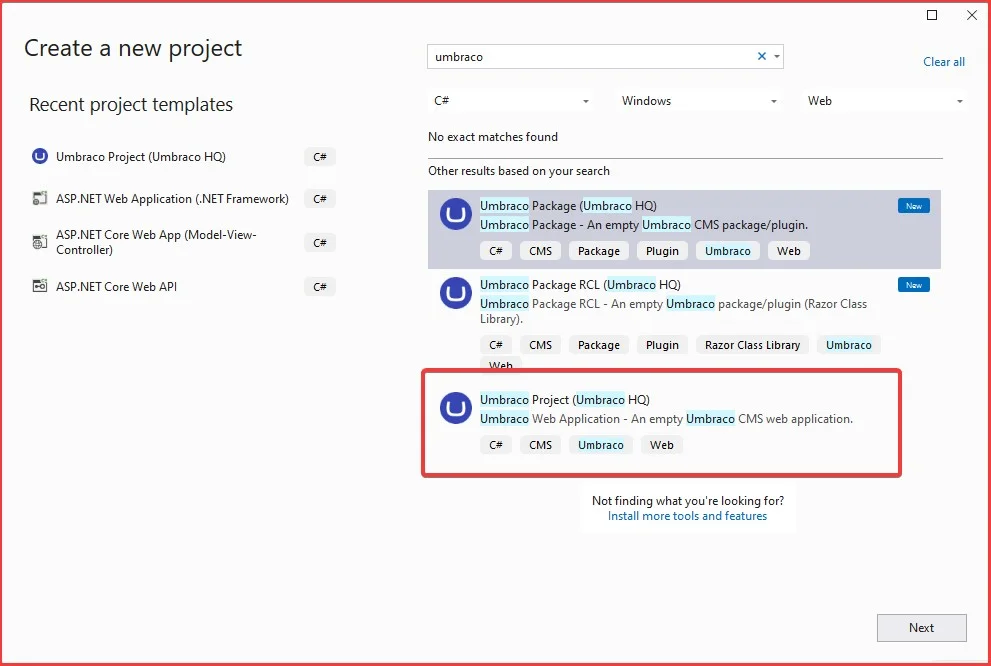 Create a new project
Recent project templates
Umbraco Project (Umbraco HQ) C#
ASP.NET Web Application (.NET Framework) C#
ASP.NET Core Web App (Model-View-
Controller) C#
ASP.NET Core Web API C#
umbraco
Clear all
C# Windows Web
No exact matches found
Other results based on your search
Umbraco Package (Umbraco HQ) New
Umbraco Package - An empty Umbraco CMS package/plugin.
C# CMS Package Plugin Umbraco Web
Umbraco Package RCL (Umbraco HQ) New
Umbraco Package RCL - An empty Umbraco package/plugin (Razor Class
Library).
C# CMS Package Plugin Razor Class Library Umbraco
Web
Umbraco Project (Umbraco HQ)
Umbraco Web Application - An empty Umbraco CMS web application.
C# CMS Umbraco Web
Not finding what you're looking for?
Install more tools and features
Next